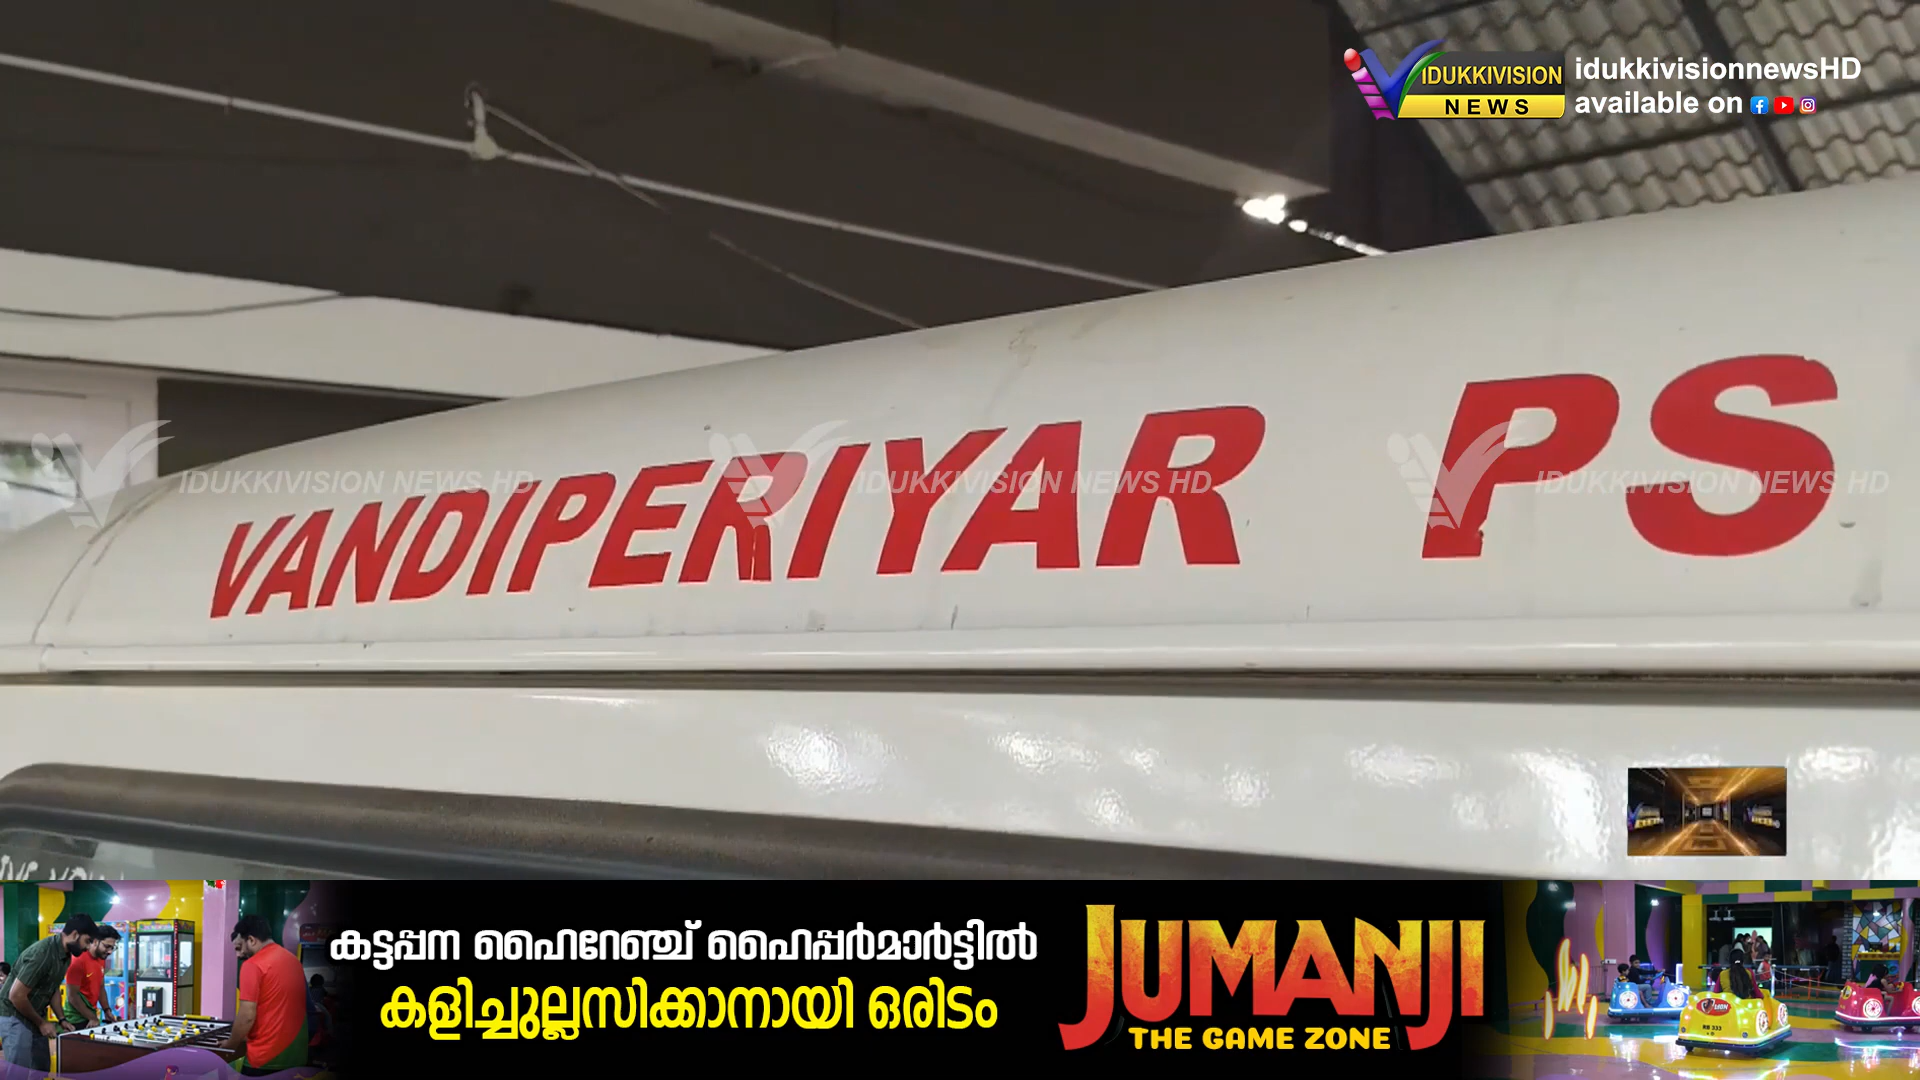 IDUKKIVISION
NEWS
idukkivisionnewsHD
available on
VANDIPERIYAR PS
IDUKKIVISION NEWS HD
IDUKKIVISION NEWS HD
IDUKKIVISION NEWS HD
കട്ടപ്പന ഹൈറേഞ്ച് ഹൈപ്പർമാർട്ടിൽ
കളിച്ചുല്ലസിക്കാനായി ഒരിടം
JUMANJI
THE GAME ZONE